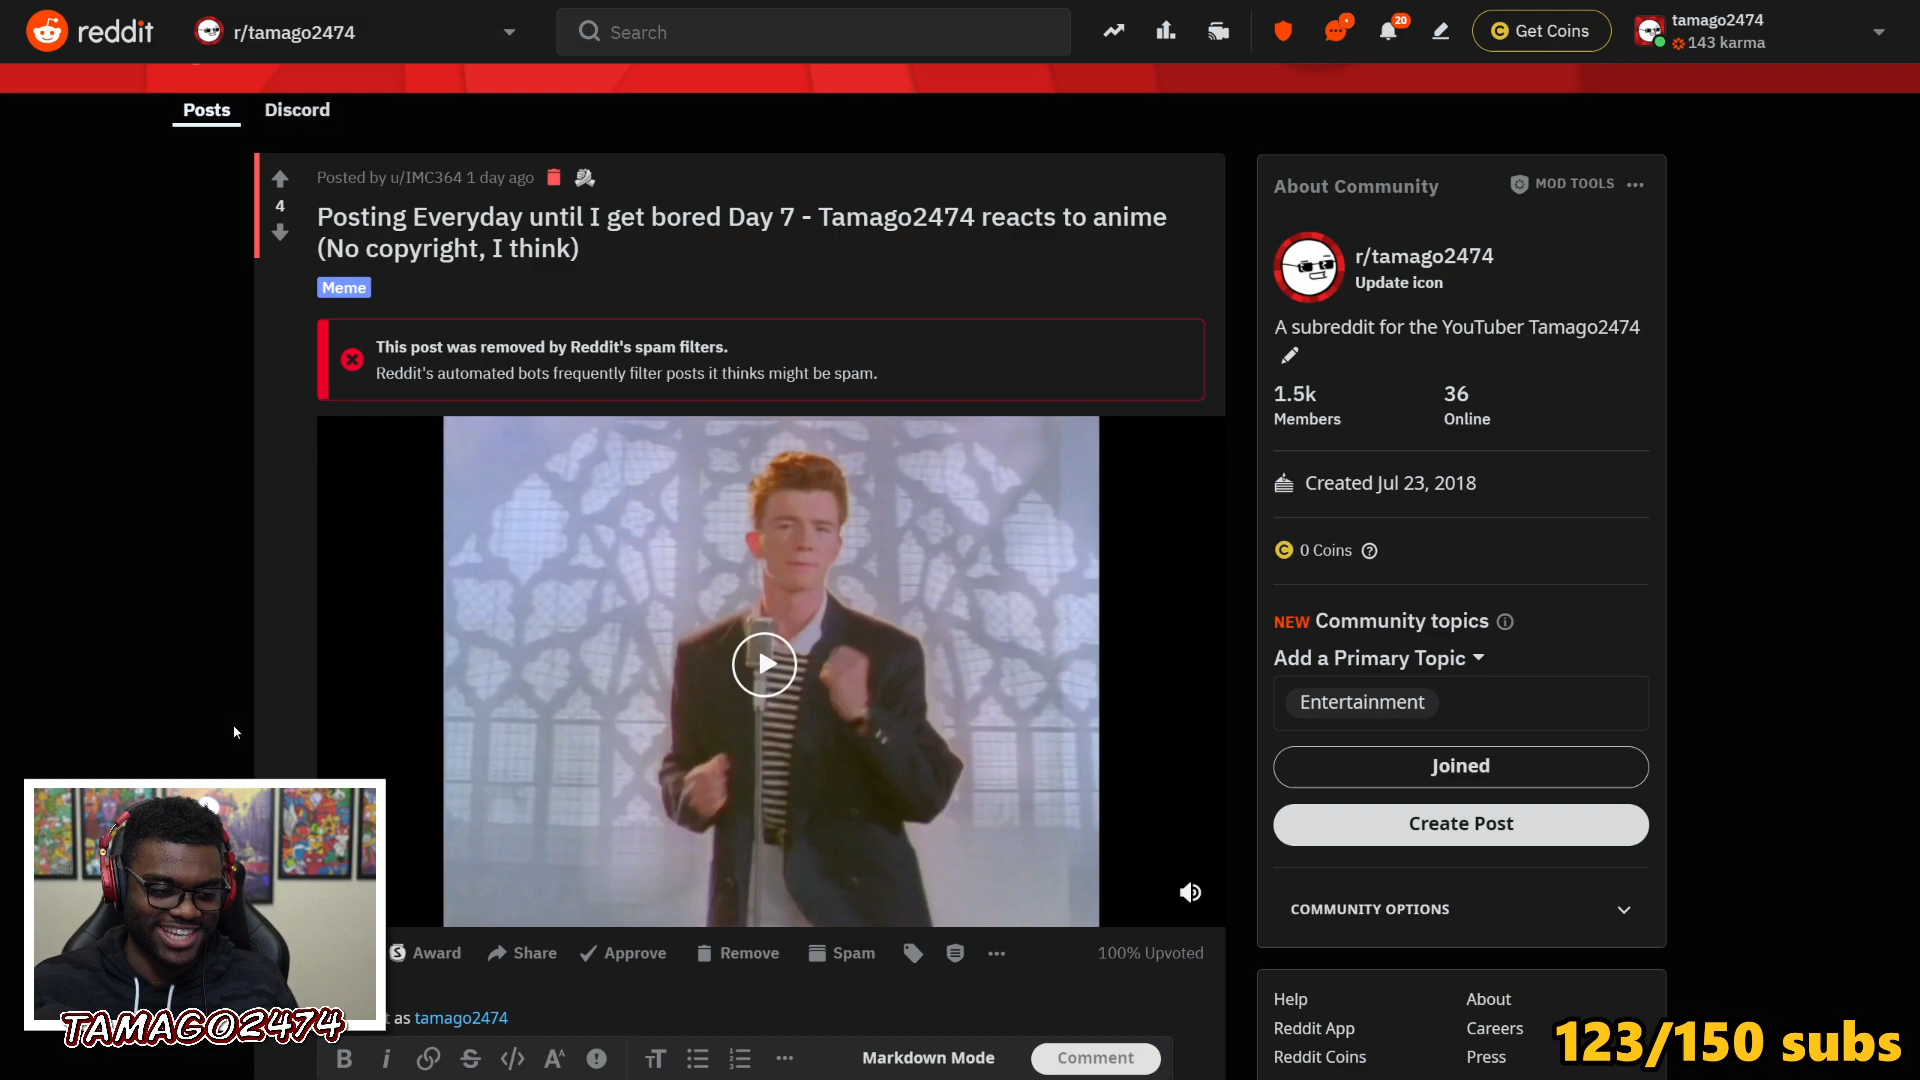 reddit
r/tamago2474
Search
20
Get Coins
tamago2474
143 karma
Posts
Discord
4
Posted by u/IMC364 1 day ago
Posting Everyday until I get bored Day 7 - Tamago2474 reacts to anime
(No copyright, I think)
Meme
This post was removed by Reddit's spam filters.
Reddit's automated bots frequently filter posts it thinks might be spam.
Award
Share
Approve
Remove
Spam
100% Upvoted
t as tamago2474
Markdown Mode
Comment
About Community
MOD TOOLS
r/tamago2474
Update icon
A subreddit for the YouTuber Tamago2474
1.5k
Members
36
Online
Created Jul 23, 2018
0 Coins
NEW Community topics
Add a Primary Topic
Entertainment
Joined
Create Post
COMMUNITY OPTIONS
Help
About
Reddit App
Careers
Reddit Coins
Press
TAMAGO2474
123/150 subs